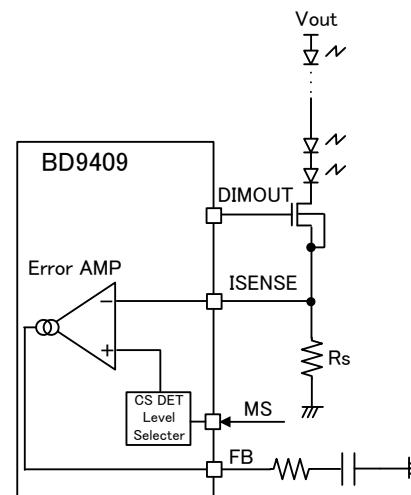 Vout
BD9409
DIMOUT
Error AMP
ISENSE
−
+
Rs
CS DET
Level
Selecter
MS
FB